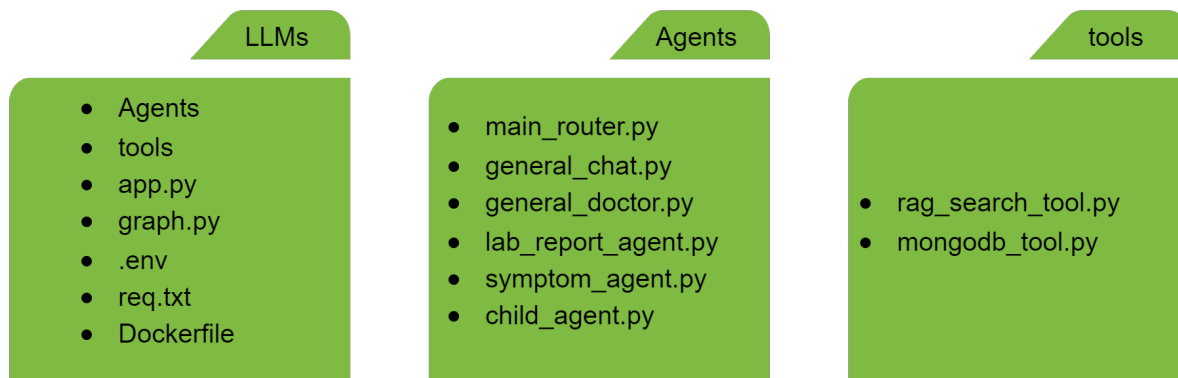 LLMs
● Agents
● tools
● app.py
● graph.py
● .env
● req.txt
● Dockerfile
Agents
● main_router.py
● general_chat.py
● general_doctor.py
● lab_report_agent.py
● symptom_agent.py
● child_agent.py
tools
● rag_search_tool.py
● mongodb_tool.py